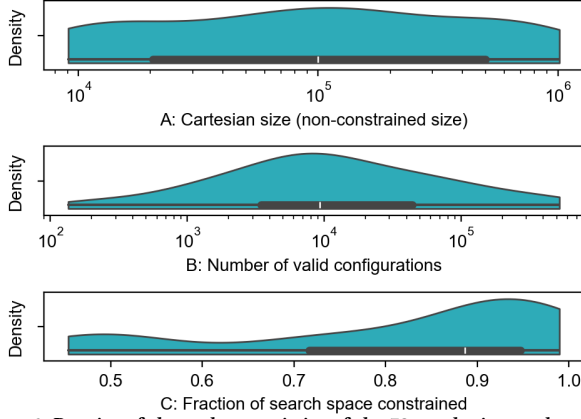 Density
10^4 10^5 10^6
A: Cartesian size (non-constrained size)
Density
10^2 10^3 10^4 10^5
B: Number of valid configurations
Density
0.5 0.6 0.7 0.8 0.9 1.0
C: Fraction of search space constrained